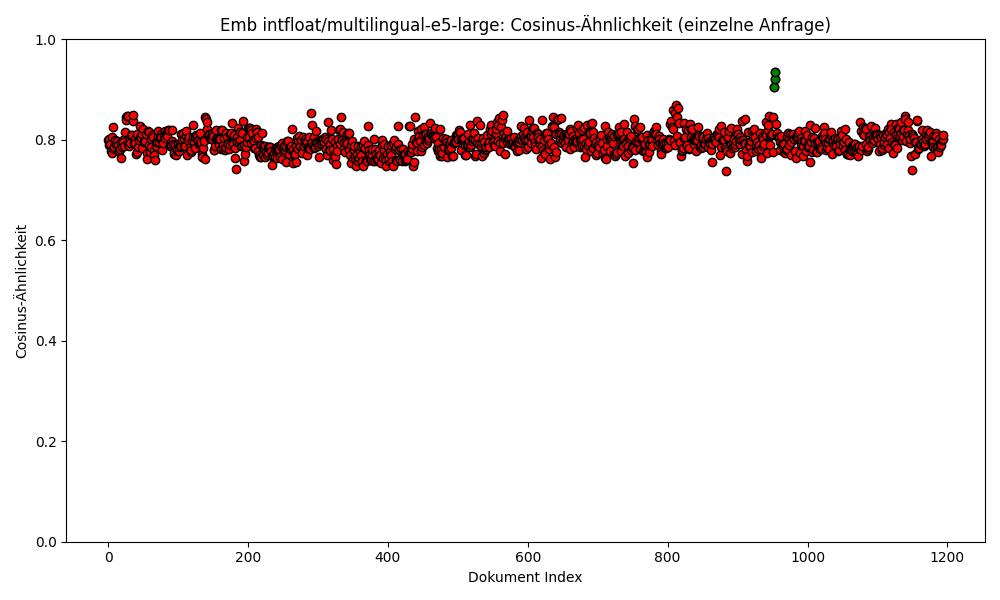 Emb intfloat/multilingual-e5-large: Cosinus-Ähnlichkeit (einzelne Anfrage)
1.0
0.8
0.6
0.4
0.2
0.0
Cosinus-Ähnlichkeit
0 200 400 600 800 1000 1200
Dokument Index